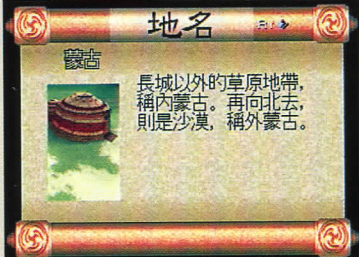 地名
蒙古
長城以外的草原地帶，
稱內蒙古。再向北去，
則是沙漠，稱外蒙古。